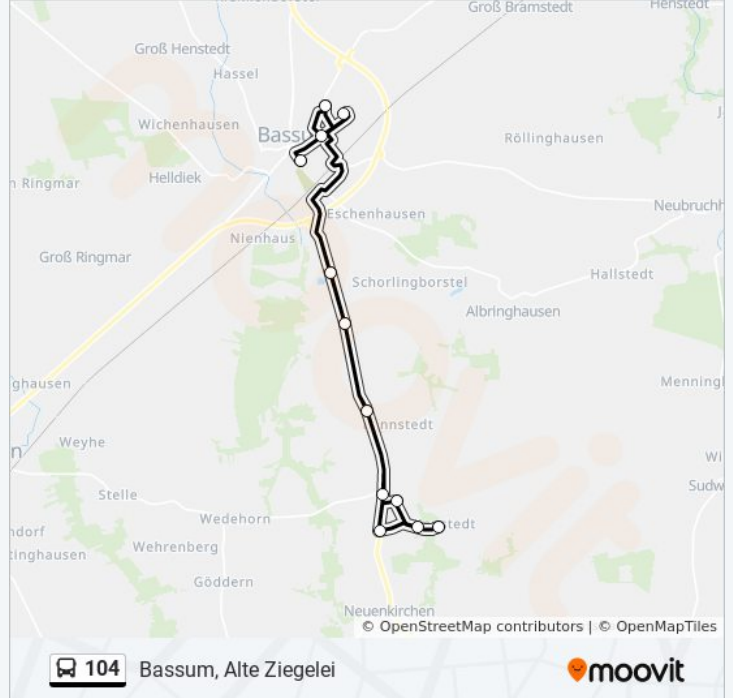 Groß Bramstedt
Henstedt
Groß Henstedt
Hassel
Wichenhausen
Bassu
Röllinghausen
n Ringmar
Helldiek
Neubruchh
Eschenhausen
Nienhaus
Groß Ringmar
Hallstedt
Schorlingborstel
Albringhausen
ghausen
Menningh
nnstedt
Weyhe
n
Wi
Sudw
Stelle
Wedehorn
stedt
ndorf
Wehrenberg
tinghausen
Göddern
Neuenkirchen
© OpenStreetMap contributors | © OpenMapTiles
104 Bassum, Alte Ziegelei
moovit